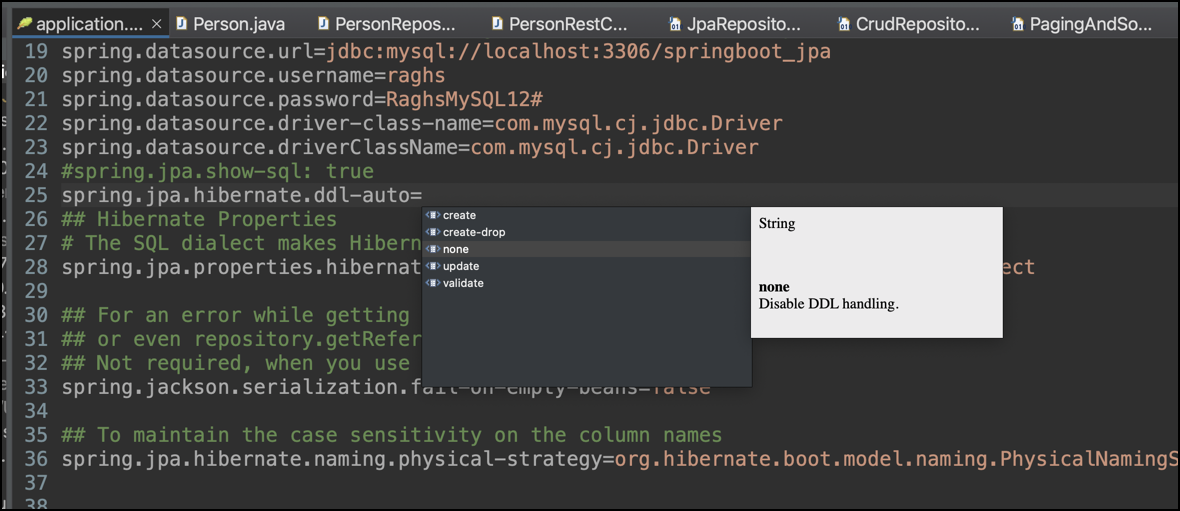 application.... Person.java PersonRepos... PersonRestC... JpaReposito... CrudReposito... PagingAndSo...
19 spring.datasource.url=jdbc:mysql://localhost:3306/springboot_jpa
20 spring.datasource.username=raghs
21 spring.datasource.password=RaghsMySQL12#
22 spring.datasource.driver-class-name=com.mysql.cj.jdbc.Driver
23 spring.datasource.driverClassName=com.mysql.cj.jdbc.Driver
24 #spring.jpa.show-sql: true
25 spring.jpa.hibernate.ddl-auto=
26 ## Hibernate Properties
27 # The SQL dialect makes Hibern
28 spring.jpa.properties.hibernat ect
29
30 ## For an error while getting
31 ## or even repository.getRefer
32 ## Not required, when you use
33 spring.jackson.serialization.fail-on-empty-beans=false
34
35 ## To maintain the case sensitivity on the column names
36 spring.jpa.hibernate.naming.physical-strategy=org.hibernate.boot.model.naming.PhysicalNamingS
37
38
create
create-drop
none
update
validate
String
none
Disable DDL handling.